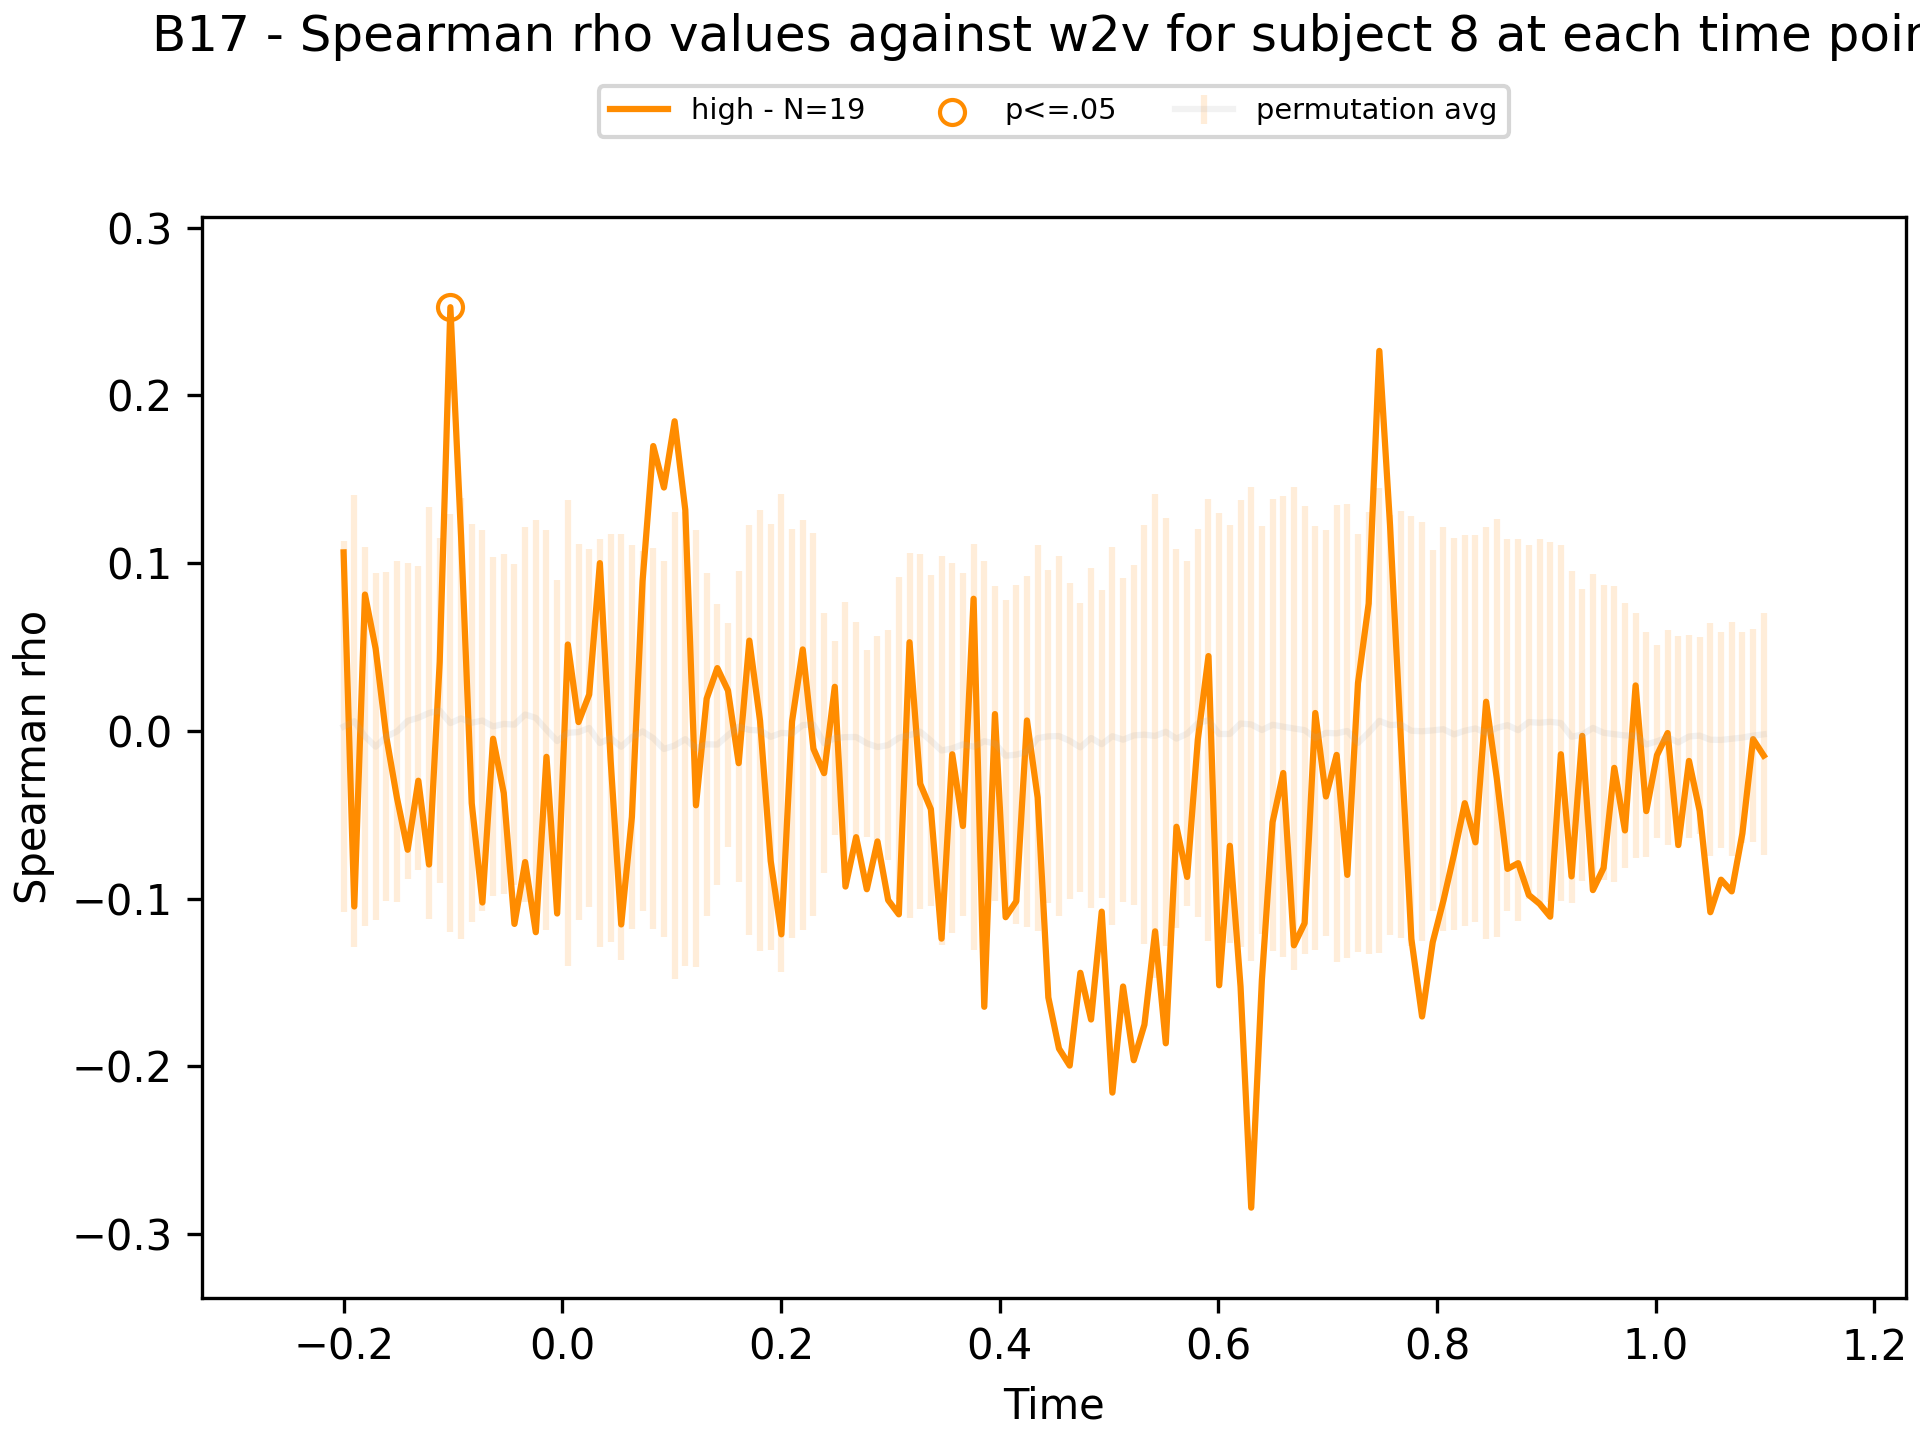 B17 - Spearman rho values against w2v for subject 8 at each time poin
high - N=19 p<=.05 permutation avg
0.3
0.2
0.1
0.0
−0.1
−0.2
−0.3
Spearman rho
−0.2 0.0 0.2 0.4 0.6 0.8 1.0 1.2
Time